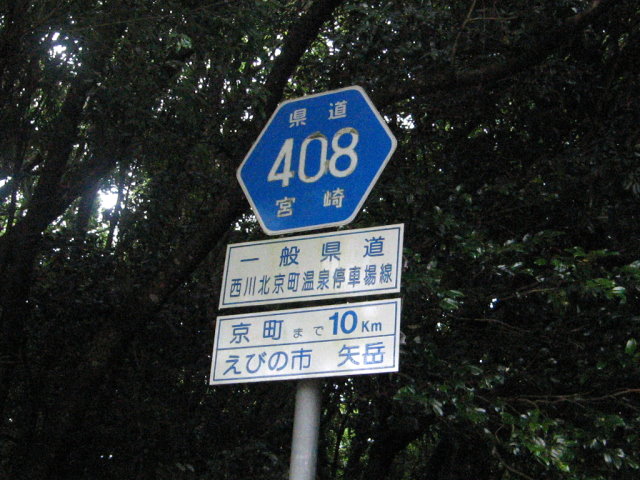 県道
408
宮崎
一般県道
西川北京町温泉停車場線
京町まで10Km
えびの市 矢岳